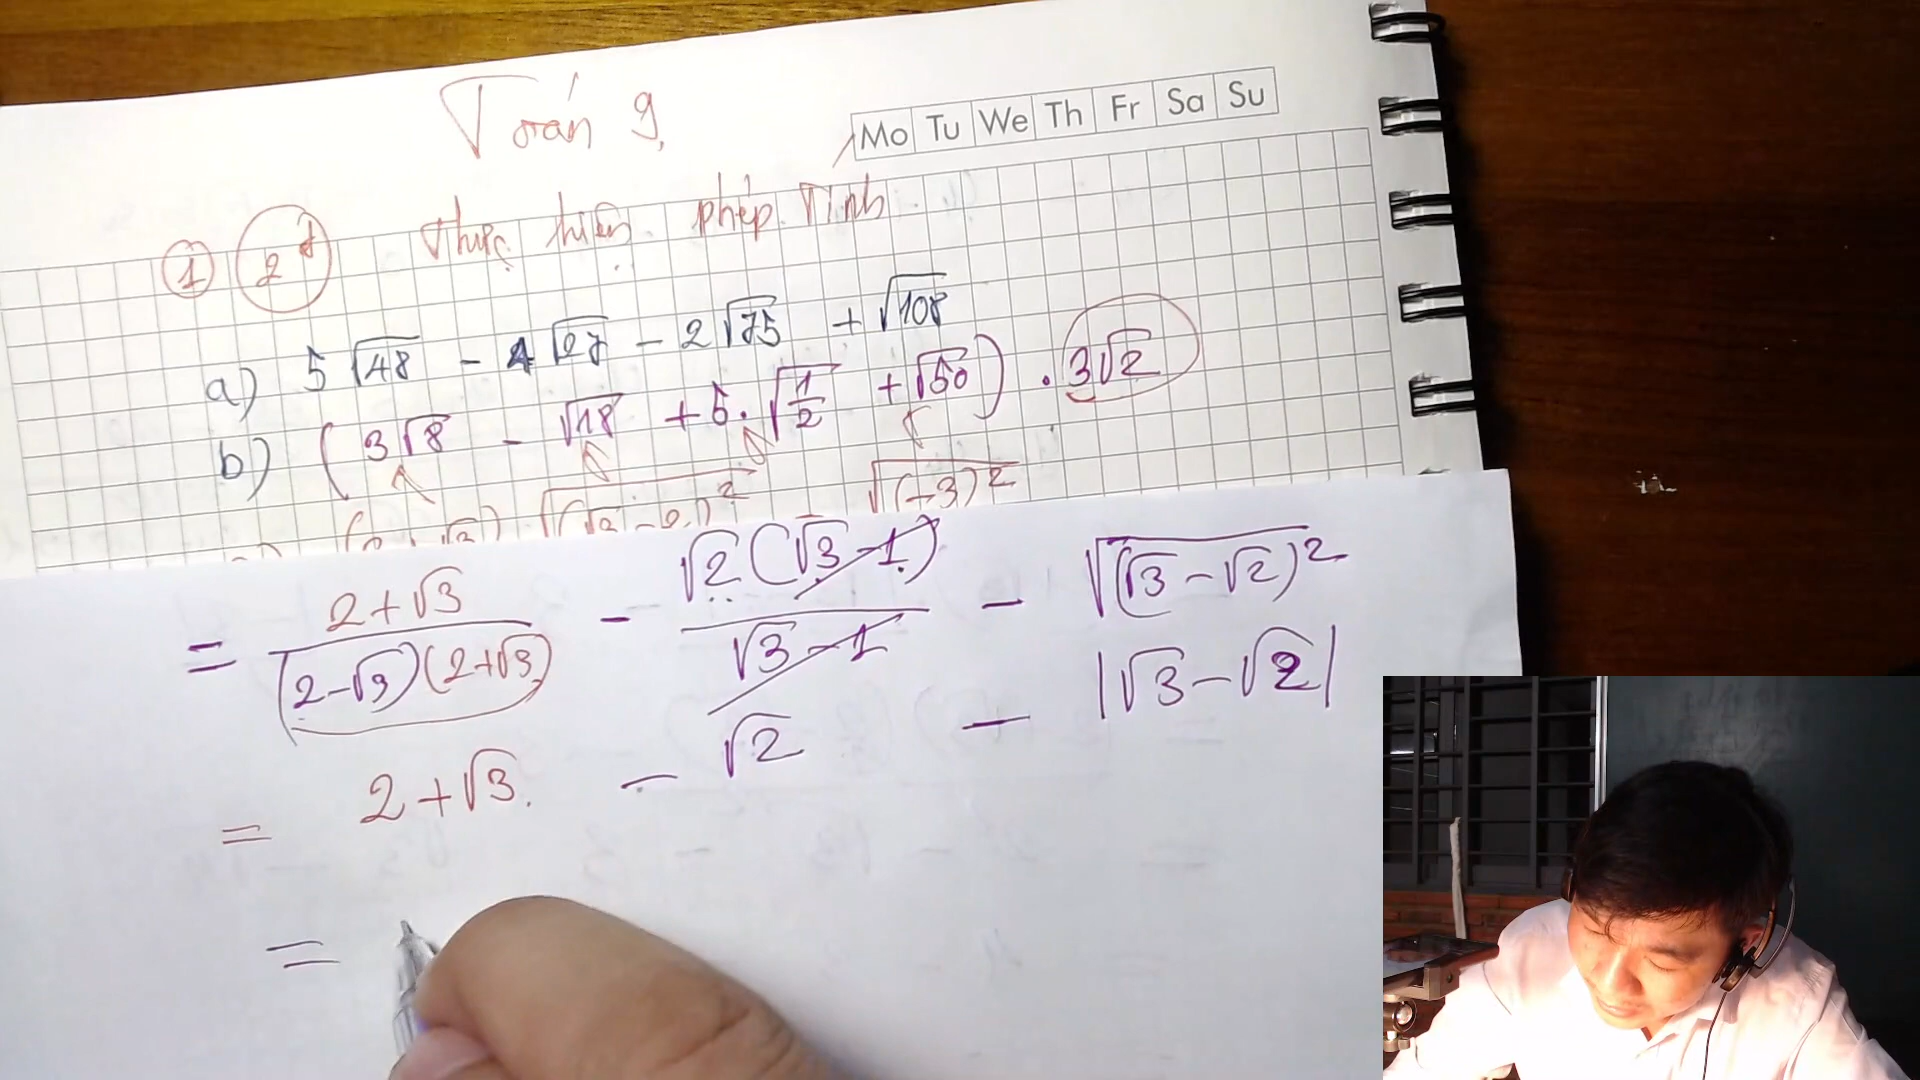 Toán 9.
Mo Tu We Th Fr Sa Su
① 2đ Thực hiện phép tính.
a) 5√48 - 4√27 - 2√75 + √108
b) (3√8 - √18 + 5.√(1/2) + √50) . 3√2
√(-3)²
= (2+√3)/((2-√3)(2+√3)) - √2(√3-1)/(√3-1) - √((√3-√2)²)
= 2+√3. - √2 - |√3-√2|
=